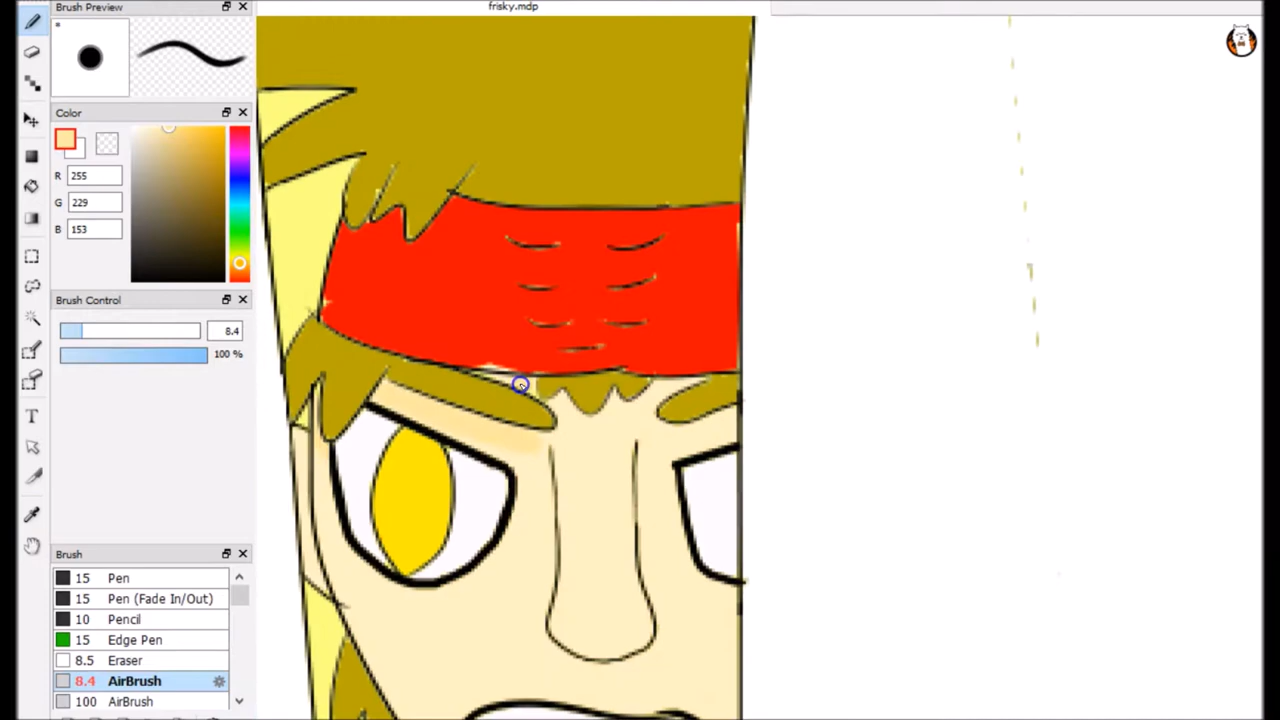 Brush Preview
frisky.mdp
Color
R 255
G 229
B 153
Brush Control
8.4
100 %
T
Brush
15 Pen
15 Pen (Fade In/Out)
10 Pencil
15 Edge Pen
8.5 Eraser
8.4 AirBrush
100 AirBrush